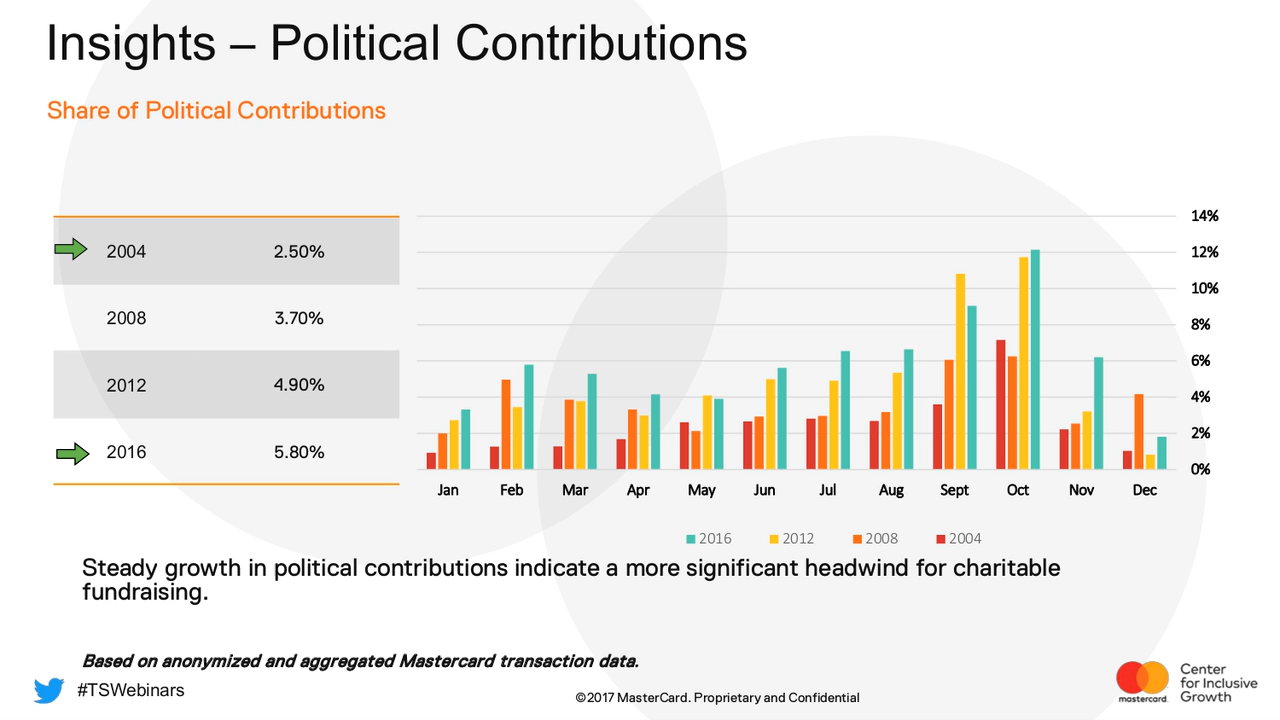 Insights – Political Contributions
Share of Political Contributions
2004 2.50%
2008 3.70%
2012 4.90%
2016 5.80%
14%
12%
10%
8%
6%
4%
2%
0%
Jan Feb Mar Apr May Jun Jul Aug Sept Oct Nov Dec
2016 2012 2008 2004
Steady growth in political contributions indicate a more significant headwind for charitable
fundraising.
Based on anonymized and aggregated Mastercard transaction data.
#TSWebinars
©2017 MasterCard. Proprietary and Confidential
mastercard.
Center
for Inclusive
Growth